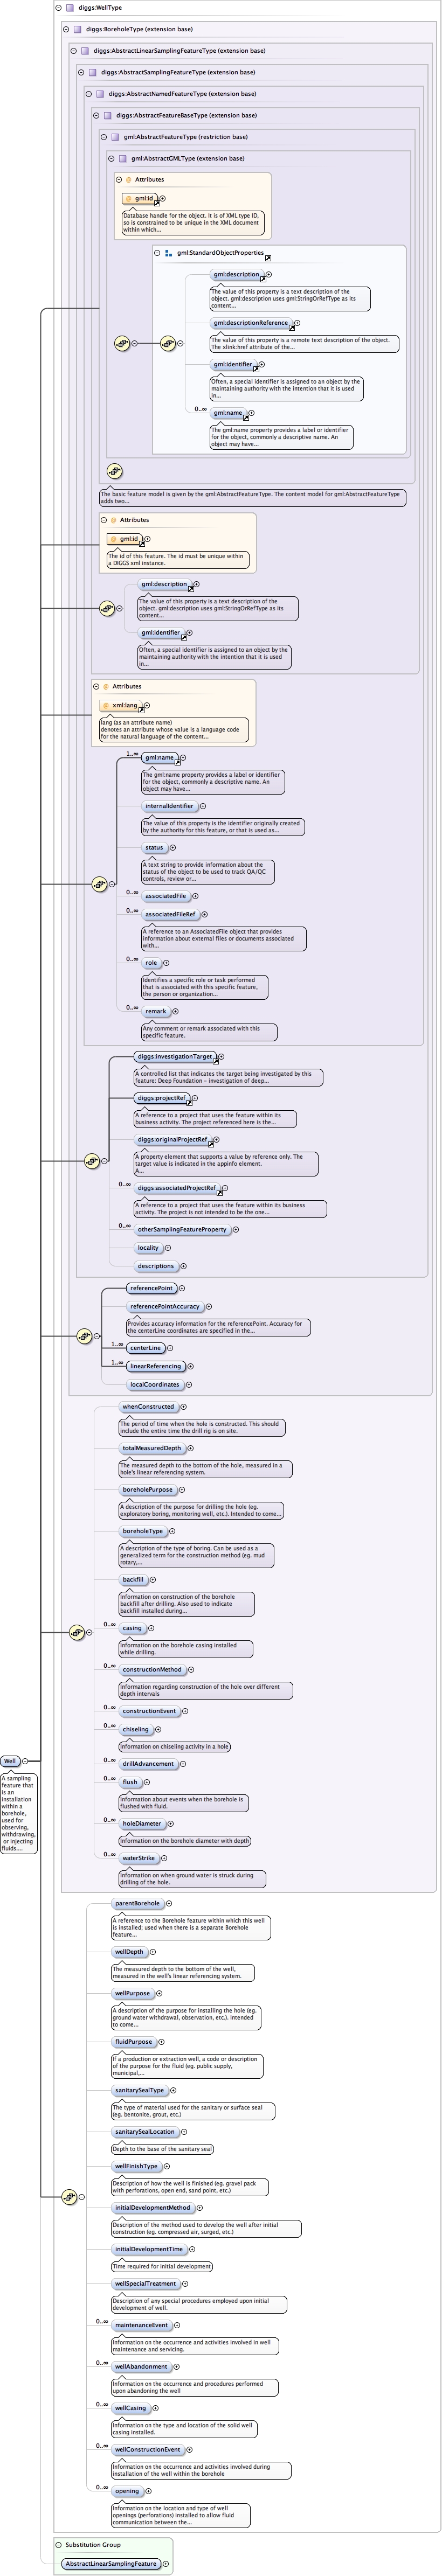 diggs:WellType
diggs:BoreholeType (extension base)
diggs:AbstractLinearSamplingFeatureType (extension base)
diggs:AbstractSamplingFeatureType (extension base)
diggs:AbstractNamedFeatureType (extension base)
diggs:AbstractFeatureBaseType (extension base)
gml:AbstractFeatureType (restriction base)
gml:AbstractGMLType (extension base)
Attributes
gml:id
Database handle for the object. It is of XML type ID,
so is constrained to be unique in the XML document
within which...
gml:StandardObjectProperties
gml:description
The value of this property is a text description of the
object. gml:description uses gml:StringOrRefType as its
content...
gml:descriptionReference
The value of this property is a remote text description of the object.
The xlink:href attribute of the...
gml:identifier
Often, a special identifier is assigned to an object by the
maintaining authority with the intention that it is used
in...
0..∞
gml:name
The gml:name property provides a label or identifier
for the object, commonly a descriptive name. An
object may have...
The basic feature model is given by the gml:AbstractFeatureType. The content model for gml:AbstractFeatureType
adds two...
Attributes
gml:id
The id of this feature. The id must be unique within
a DIGGS xml instance.
gml:description
The value of this property is a text description of the
object. gml:description uses gml:StringOrRefType as its
content...
gml:identifier
Often, a special identifier is assigned to an object by the
maintaining authority with the intention that it is used
in...
Attributes
xml:lang
lang (as an attribute name)
denotes an attribute whose value is a language code
for the natural language of the content...
1..∞
gml:name
The gml:name property provides a label or identifier
for the object, commonly a descriptive name. An
object may have...
internalIdentifier
The value of this property is the identifier originally created
by the authority for this feature, or that is used as...
status
A text string to provide information about the
status of the object to be used to track QA/QC
controls, review or...
0..∞
associatedFile
0..∞
associatedFileRef
A reference to an AssociatedFile object that provides
information about external files or documents associated
with...
0..∞
role
Identifies a specific role or task performed
that is associated with this specific feature,
the person or organization...
0..∞
remark
Any comment or remark associated with this
specific feature.
diggs:investigationTarget
A controlled list that indicates the target being investigated by this
feature: Deep Foundation – investigation of deep...
diggs:projectRef
A reference to a project that uses the feature within its
business activity. The project referenced here is the...
diggs:originalProjectRef
A property element that supports a value by reference only. The
target value is indicated in the appinfo element.
A...
0..∞
diggs:associatedProjectRef
A reference to a project that uses the feature within its business
activity. The project is not intended to be the one...
0..∞
otherSamplingFeatureProperty
locality
descriptions
referencePoint
referencePointAccuracy
Provides accuracy information for the referencePoint. Accuracy for
the centerLine coordinates are specified in the...
1..∞
centerLine
1..∞
linearReferencing
localCoordinates
whenConstructed
The period of time when the hole is constructed. This should
include the entire time the drill rig is on site.
totalMeasuredDepth
The measured depth to the bottom of the hole, measured in a
hole's linear referencing system.
boreholePurpose
A description of the purpose for drilling the hole (eg.
exploratory boring, monitoring well, etc.). Intended to come...
boreholeType
A description of the type of boring. Can be used as a
generalized term for the construction method (eg. mud
rotary,...
backfill
Information on construction of the borehole
backfill after drilling. Also used to indicate
backfill installed during...
0..∞
casing
Information on the borehole casing installed
while drilling.
0..∞
constructionMethod
Information regarding construction of the hole over different
depth intervals
0..∞
constructionEvent
0..∞
chiseling
Information on chiseling activity in a hole
0..∞
drillAdvancement
0..∞
flush
Information about events when the borehole is
flushed with fluid.
0..∞
holeDiameter
Information on the borehole diameter with depth
0..∞
waterStrike
Information on when ground water is struck during
drilling of the hole.
Well
A sampling
feature that
is an
installation
within a
borehole,
used for
observing,
withdrawing,
or injecting
fluids....
parentBorehole
A reference to the Borehole feature within which this well
is installed; used when there is a separate Borehole
feature...
wellDepth
The measured depth to the bottom of the well,
measured in the well's linear referencing system.
wellPurpose
A description of the purpose for installing the hole (eg.
ground water withdrawal, observation, etc.). Intended
to come...
fluidPurpose
If a production or extraction well, a code or description
of the purpose for the fluid (eg. public supply,
municipal,...
sanitarySealType
The type of material used for the sanitary or surface seal
(eg. bentonite, grout, etc.)
sanitarySealLocation
Depth to the base of the sanitary seal
wellFinishType
Description of how the well is finished (eg. gravel pack
with perforations, open end, sand point, etc.)
initialDevelopmentMethod
Description of the method used to develop the well after initial
construction (eg. compressed air, surged, etc.)
initialDevelopmentTime
Time required for initial development
wellSpecialTreatment
Description of any special procedures employed upon initial
development of well.
0..∞
maintenanceEvent
Information on the occurrence and activities involved in well
maintenance and servicing.
0..∞
wellAbandonment
Information on the occurrence and procedures performed
upon abandoning the well
0..∞
wellCasing
Information on the type and location of the solid well
casing installed.
0..∞
wellConstructionEvent
Information on the occurrence and activities involved during
installation of the well within the borehole
0..∞
opening
Information on the location and type of well
openings (perforations) installed to allow fluid
communication between the...
Substitution Group
AbstractLinearSamplingFeature